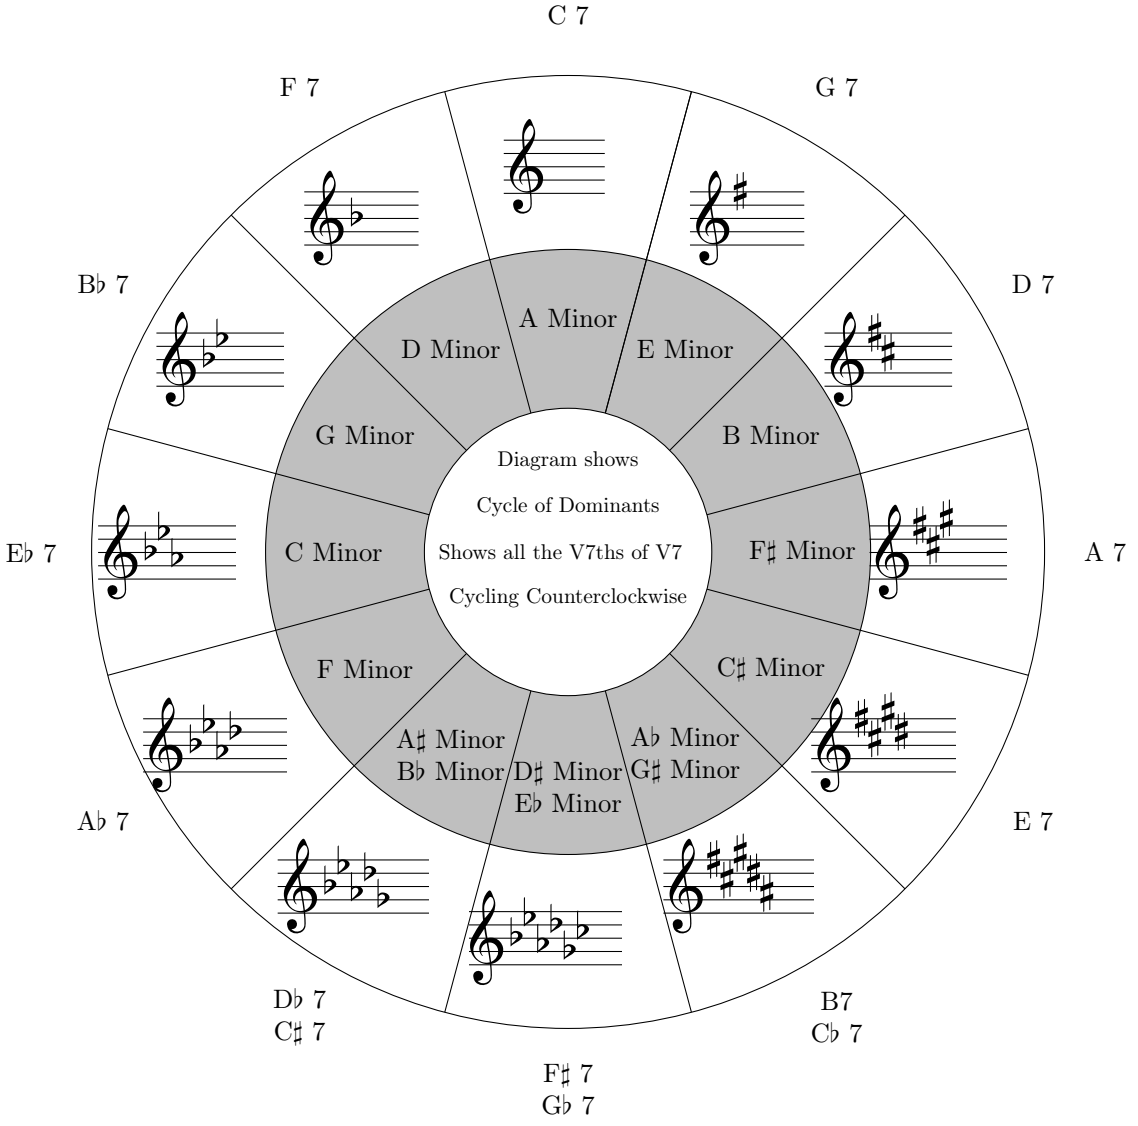 C 7
F 7
G 7
B♭ 7
D 7
A Minor
D Minor
E Minor
G Minor
B Minor
Diagram shows
Cycle of Dominants
E♭ 7
C Minor
Shows all the V7ths of V7
F♯ Minor
A 7
Cycling Counterclockwise
F Minor
C♯ Minor
A♯ Minor
B♭ Minor
D♯ Minor
E♭ Minor
A♭ Minor
G♯ Minor
A♭ 7
E 7
D♭ 7
C♯ 7
B7
C♭ 7
F♯ 7
G♭ 7